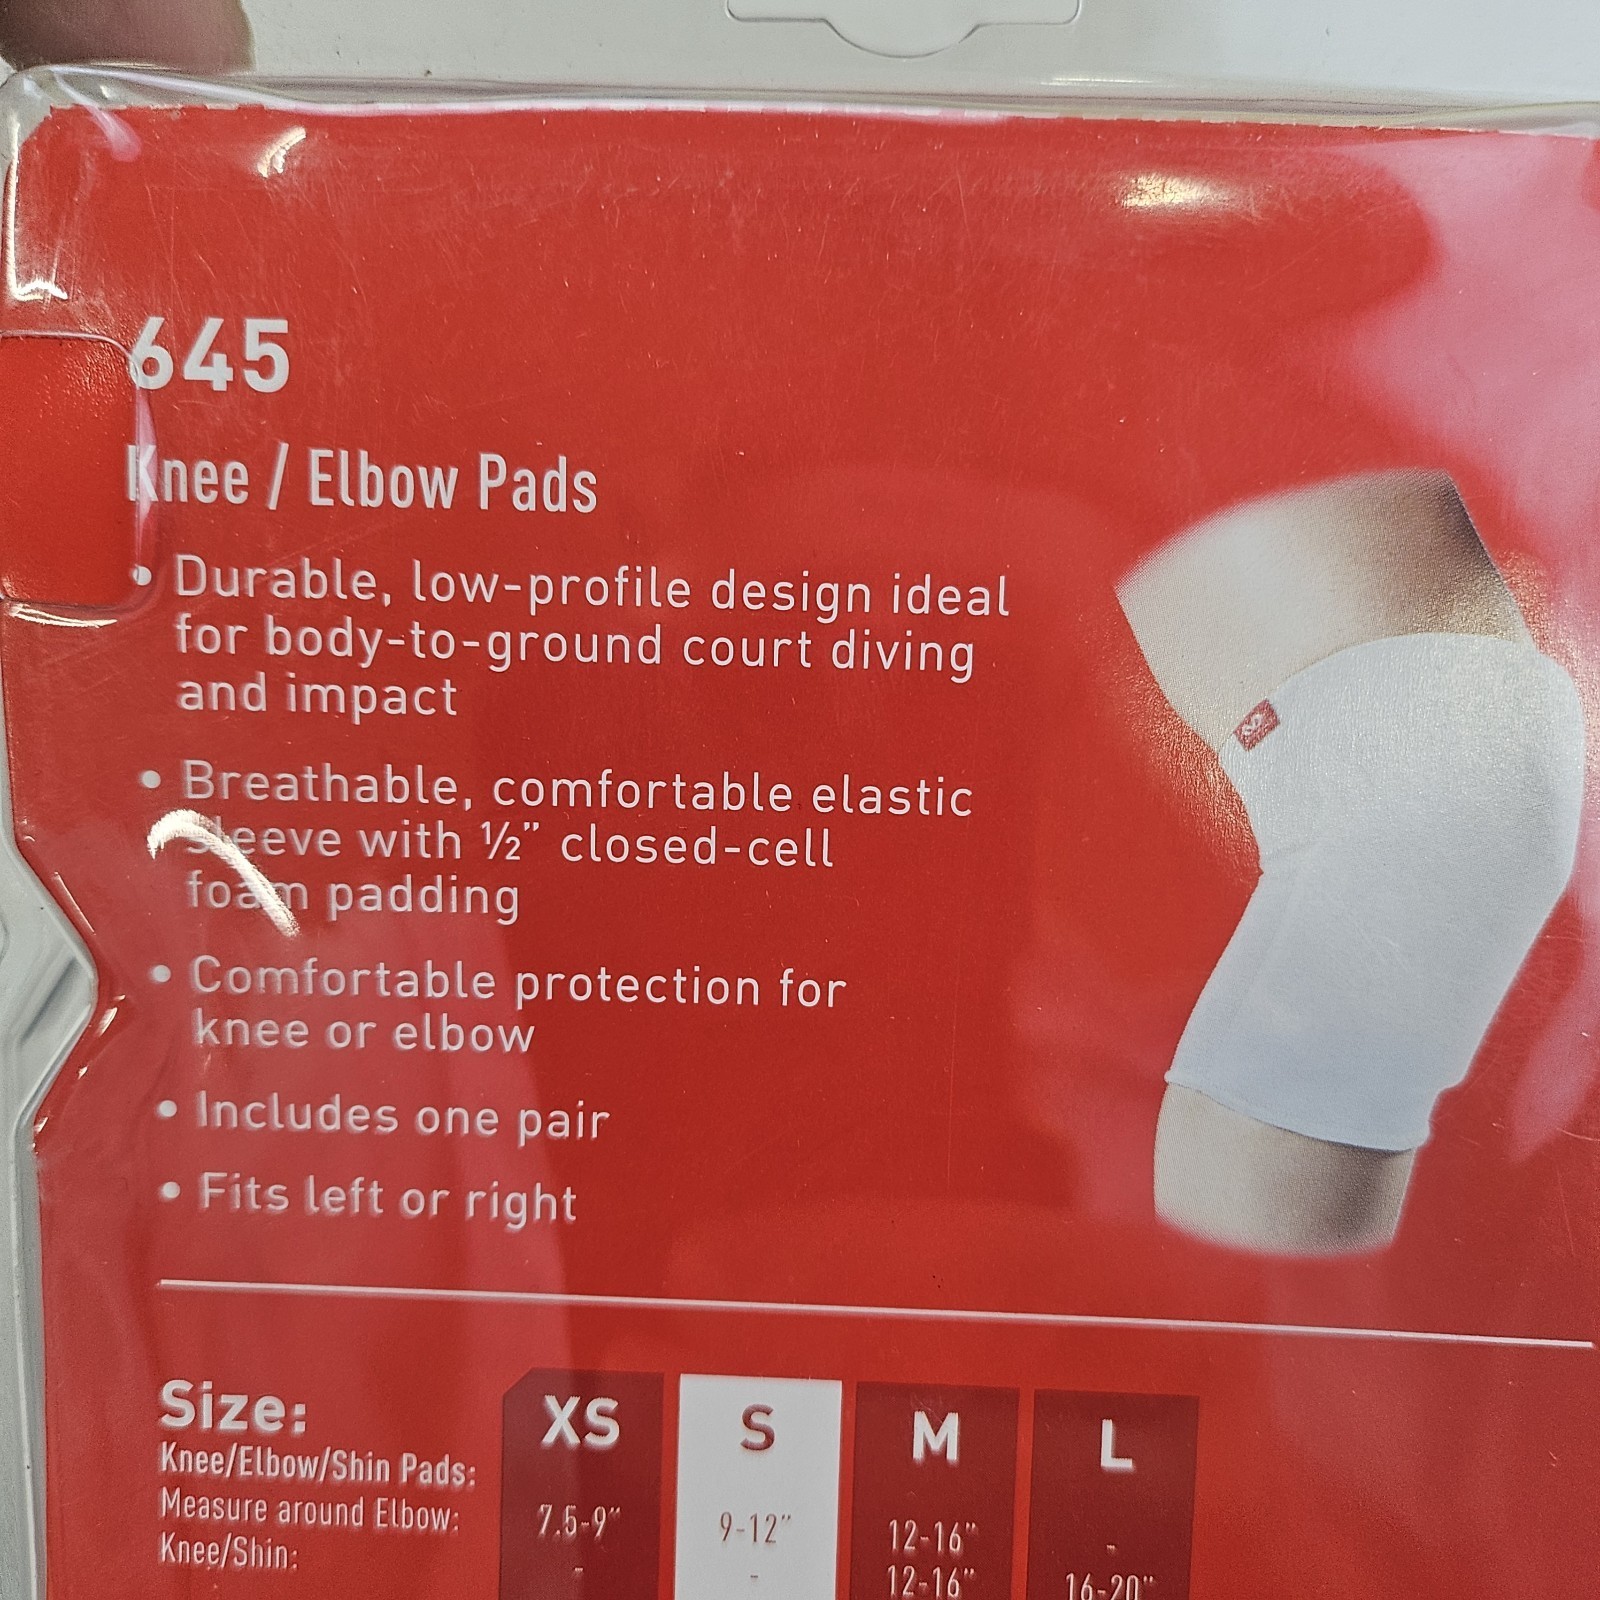 645
Knee / Elbow Pads
• Durable, low-profile design ideal
for body-to-ground court diving
and impact
• Breathable, comfortable elastic
sleeve with ½” closed-cell
foam padding
• Comfortable protection for
knee or elbow
• Includes one pair
• Fits left or right
Size: XS S M L
Knee/Elbow/Shin Pads:
Measure around Elbow: 7.5-9” 9-12” 12-16” -
Knee/Shin: - - 12-16” 16-20”